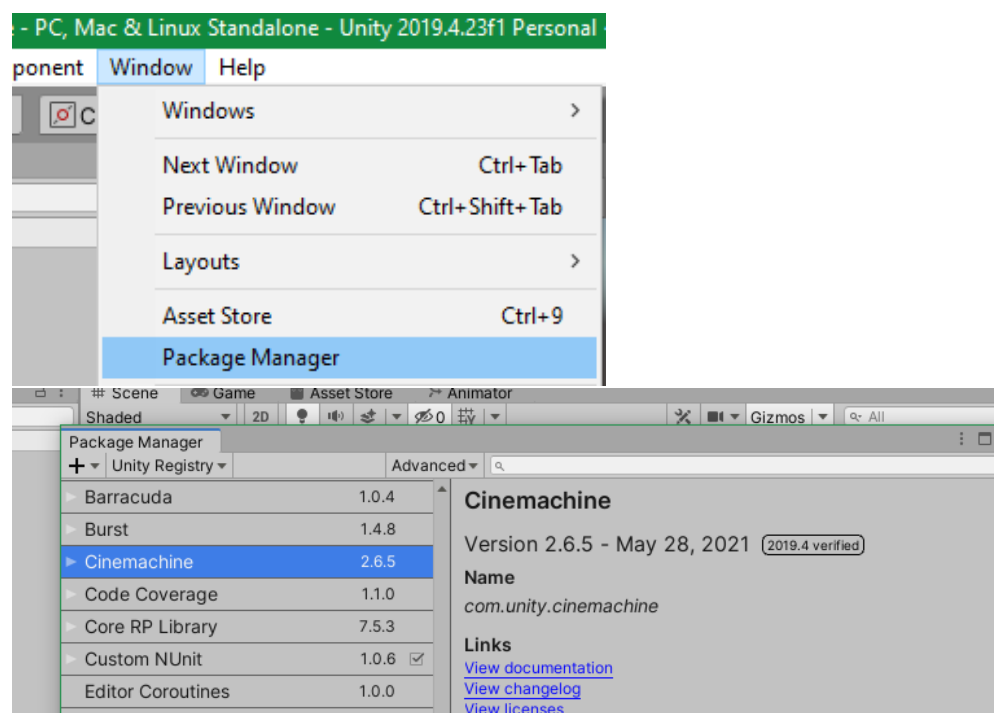 - PC, Mac & Linux Standalone - Unity 2019.4.23f1 Personal -
ponent Window Help
C
Windows
Next Window Ctrl+Tab
Previous Window Ctrl+Shift+Tab
Layouts
Asset Store Ctrl+9
Package Manager
Scene Game Asset Store Animator
Shaded 2D 0 Gizmos All
Package Manager
Unity Registry Advanced
Barracuda 1.0.4
Burst 1.4.8
Cinemachine 2.6.5
Code Coverage 1.1.0
Core RP Library 7.5.3
Custom NUnit 1.0.6
Editor Coroutines 1.0.0
Cinemachine
Version 2.6.5 - May 28, 2021 2019.4 verified
Name
com.unity.cinemachine
Links
View documentation
View changelog
View licenses